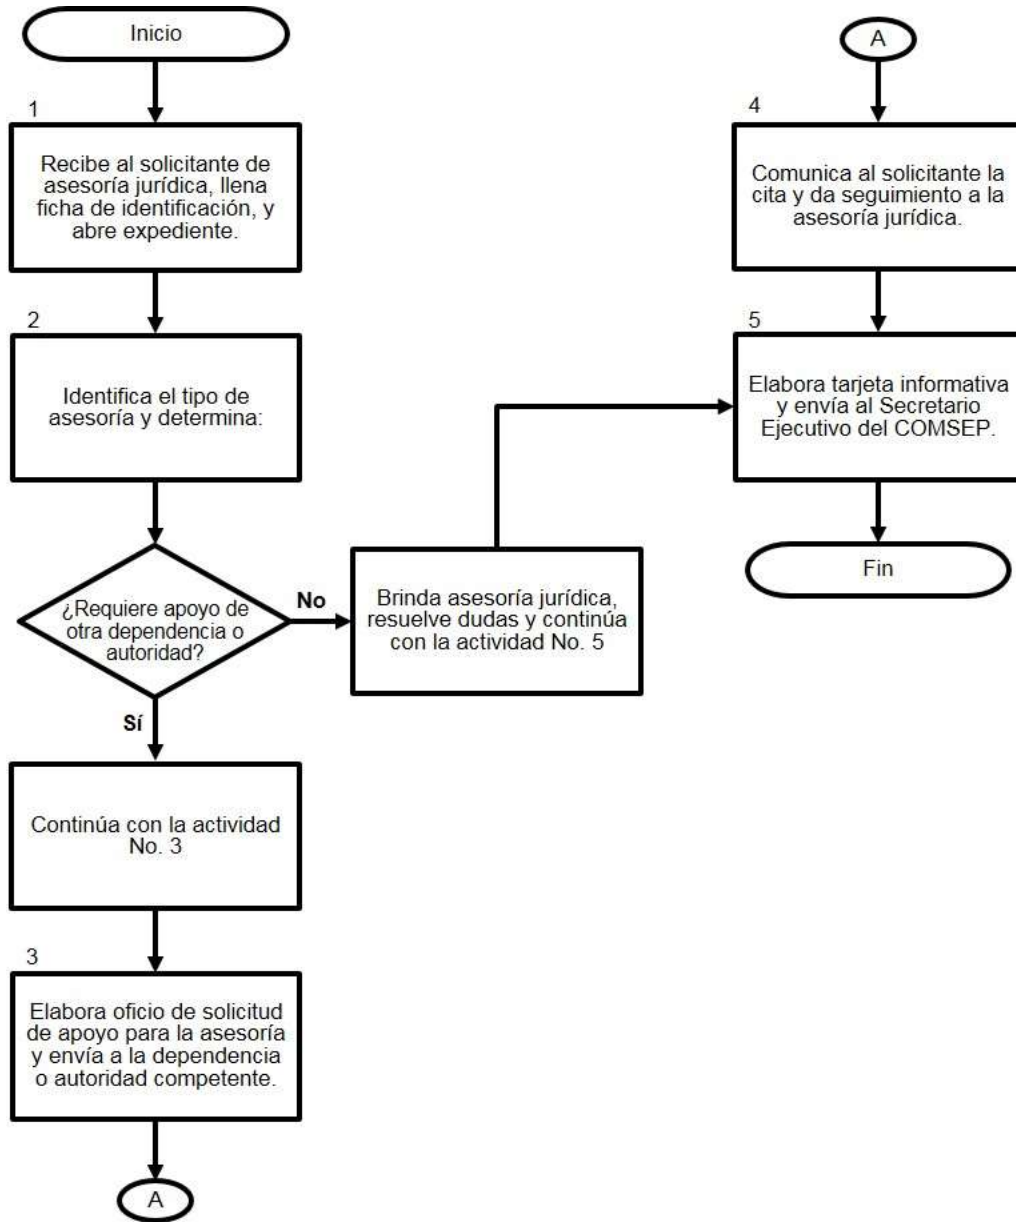 Inicio
1
Recibe al solicitante de
asesoría jurídica, llena
ficha de identificación, y
abre expediente.
2
Identifica el tipo de
asesoría y determina:
¿Requiere apoyo de
otra dependencia o
autoridad?
No
Brinda asesoría jurídica,
resuelve dudas y continúa
con la actividad No. 5
Sí
Continúa con la actividad
No. 3
3
Elabora oficio de solicitud
de apoyo para la asesoría
y envía a la dependencia
o autoridad competente.
A
A
4
Comunica al solicitante la
cita y da seguimiento a la
asesoría jurídica.
5
Elabora tarjeta informativa
y envía al Secretario
Ejecutivo del COMSEP.
Fin